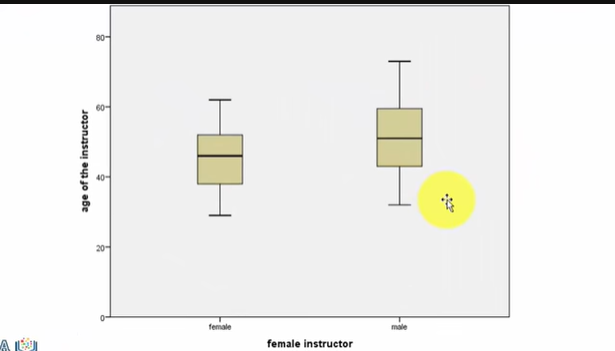 80
60
40
20
0
age of the instructor
female
male
female instructor
A